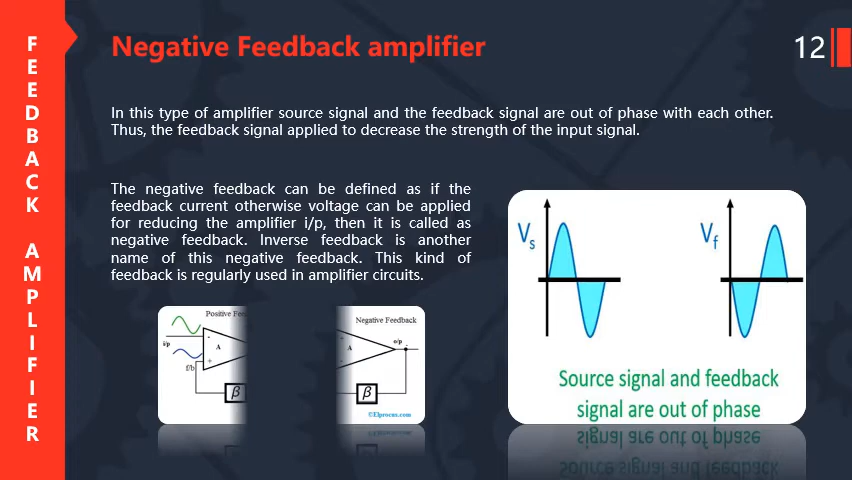 FEEDBACK AMPLIFIER
Negative Feedback amplifier
12
In this type of amplifier source signal and the feedback signal are out of phase with each other.
Thus, the feedback signal applied to decrease the strength of the input signal.
The negative feedback can be defined as if the
feedback current otherwise voltage can be applied
for reducing the amplifier i/p, then it is called as
negative feedback. Inverse feedback is another
name of this negative feedback. This kind of
feedback is regularly used in amplifier circuits.
Positive
i/p
f/b
-
+
A
β
Negative Feedback
A
o/p
β
©Elprocus.com
Vs
Vf
Source signal and feedback
signal are out of phase